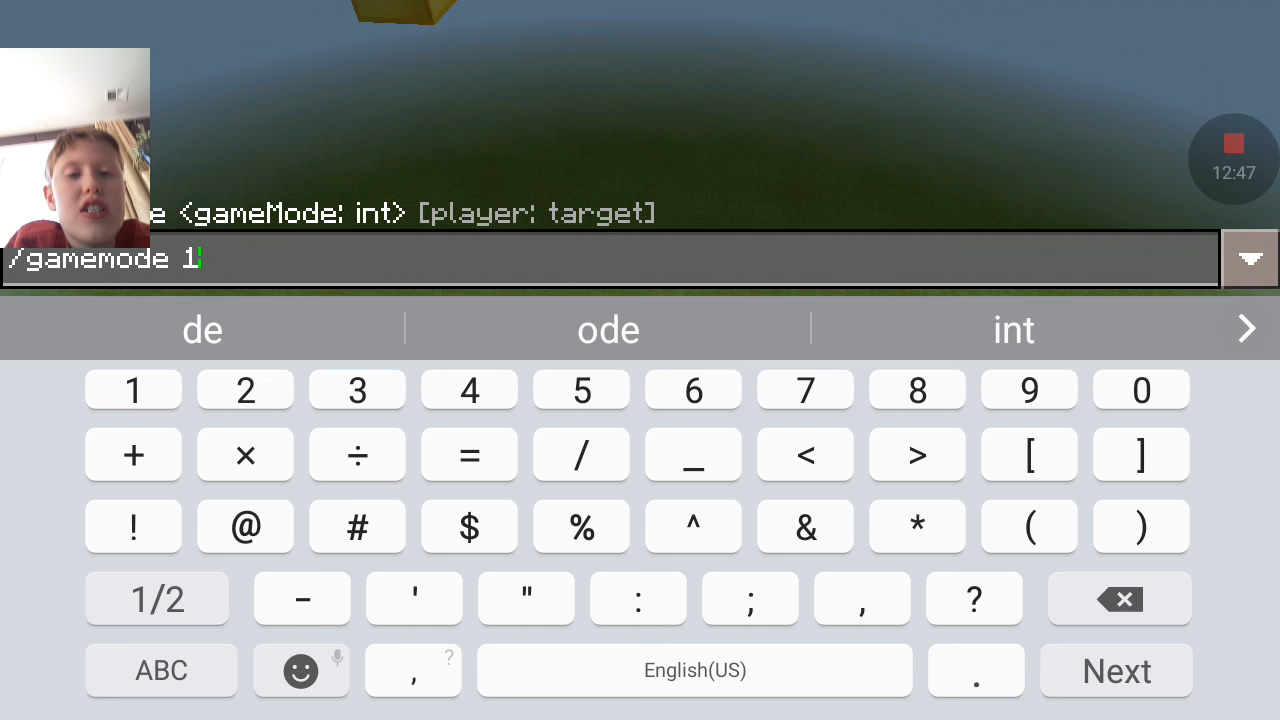 12:47
e <gameMode: int> [player: target]
/gamemode 1
de ode int
1 2 3 4 5 6 7 8 9 0
+ × ÷ = / _ < > [ ]
! @ # $ % ^ & * ( )
1/2 - ' " : ; , ?
ABC , ? English(US) . Next